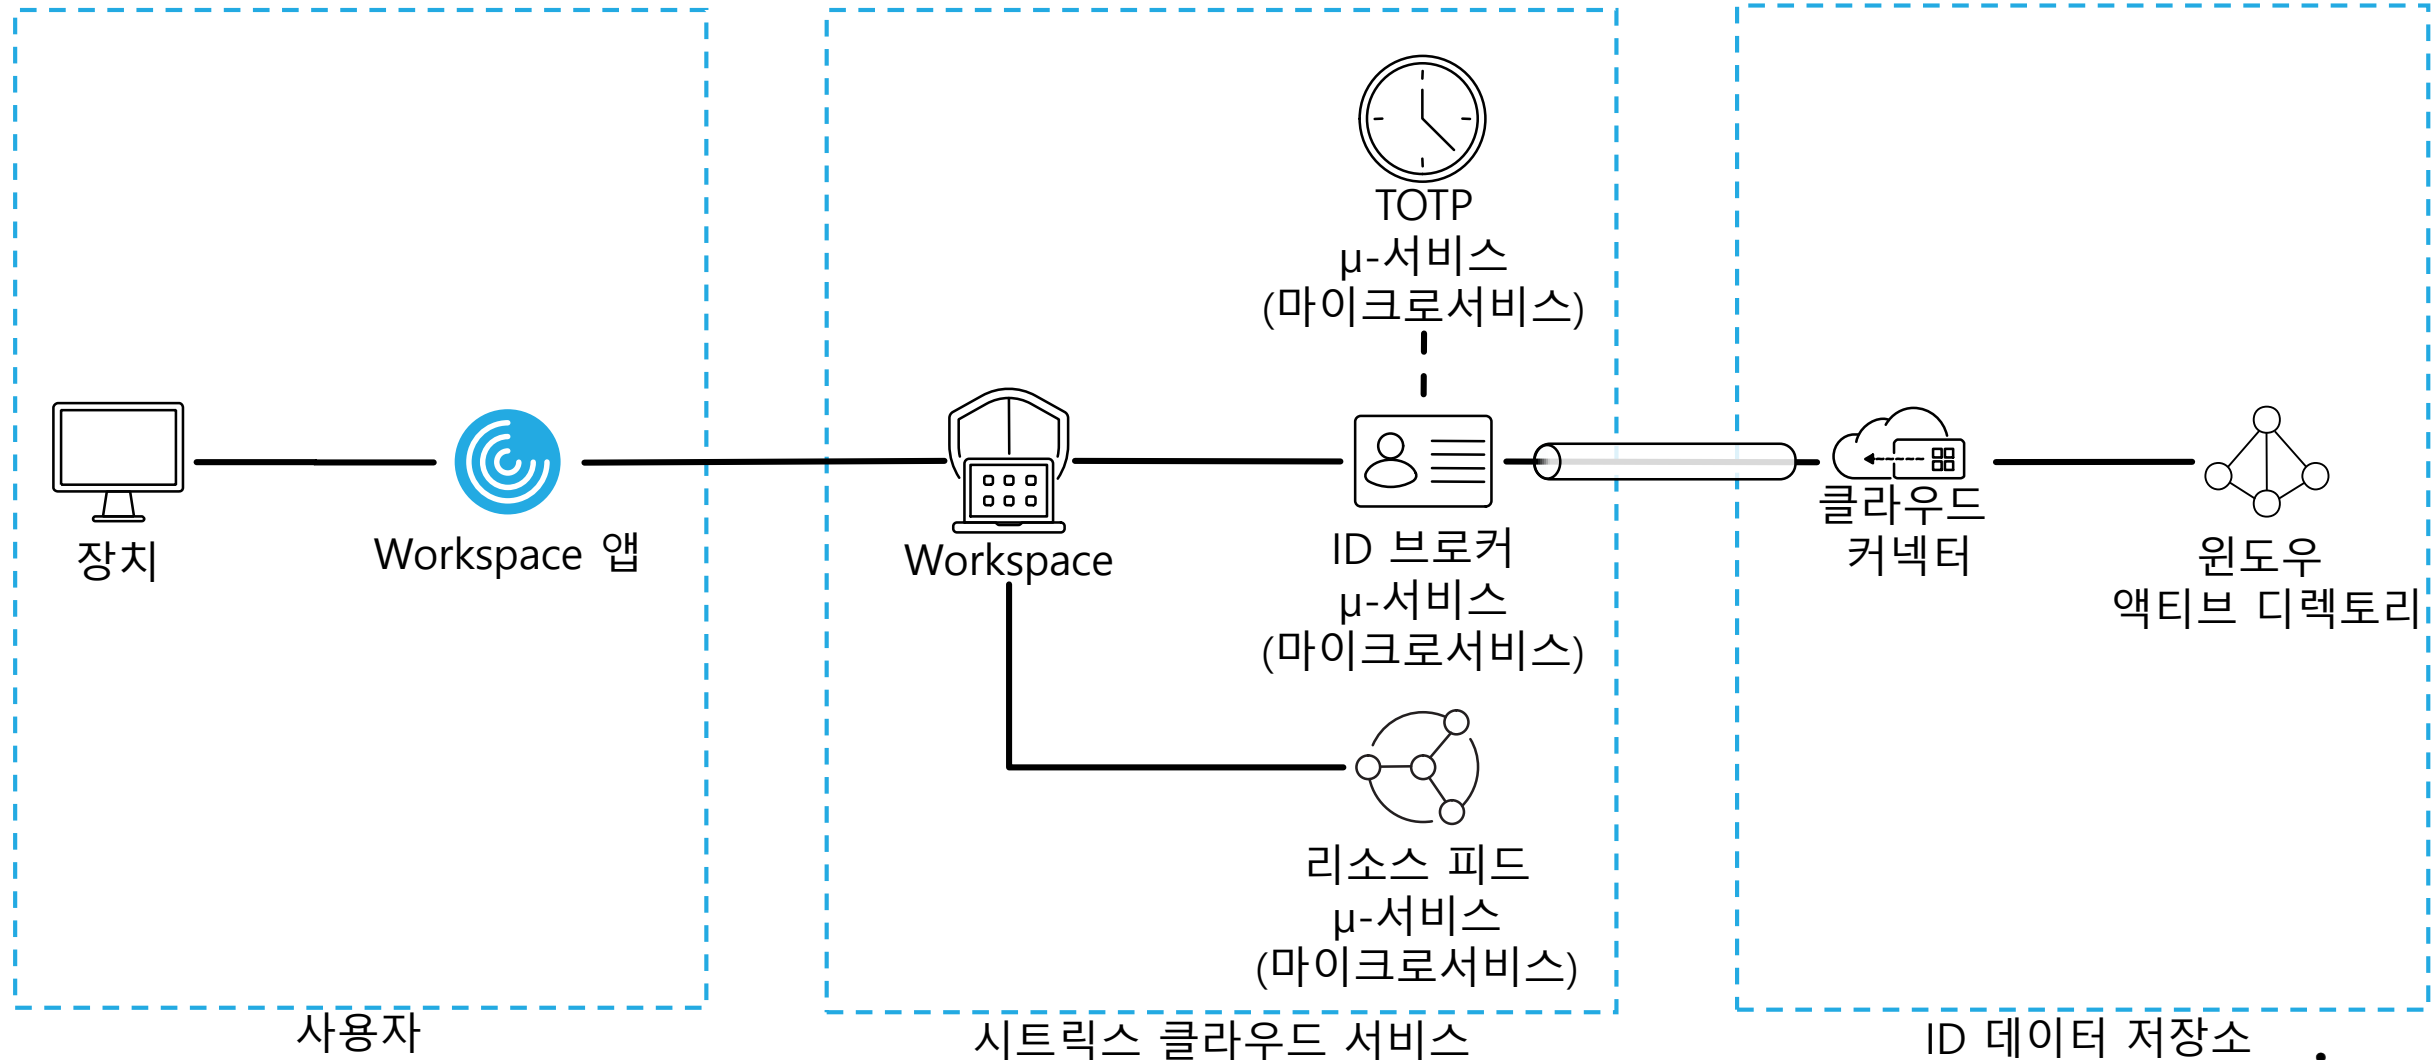 TOTP
μ-서비스
(마이크로서비스)
장치
Workspace 앱
Workspace
ID 브로커
μ-서비스
(마이크로서비스)
클라우드
커넥터
윈도우
액티브 디렉토리
리소스 피드
μ-서비스
(마이크로서비스)
사용자
시트릭스 클라우드 서비스
ID 데이터 저장소
.